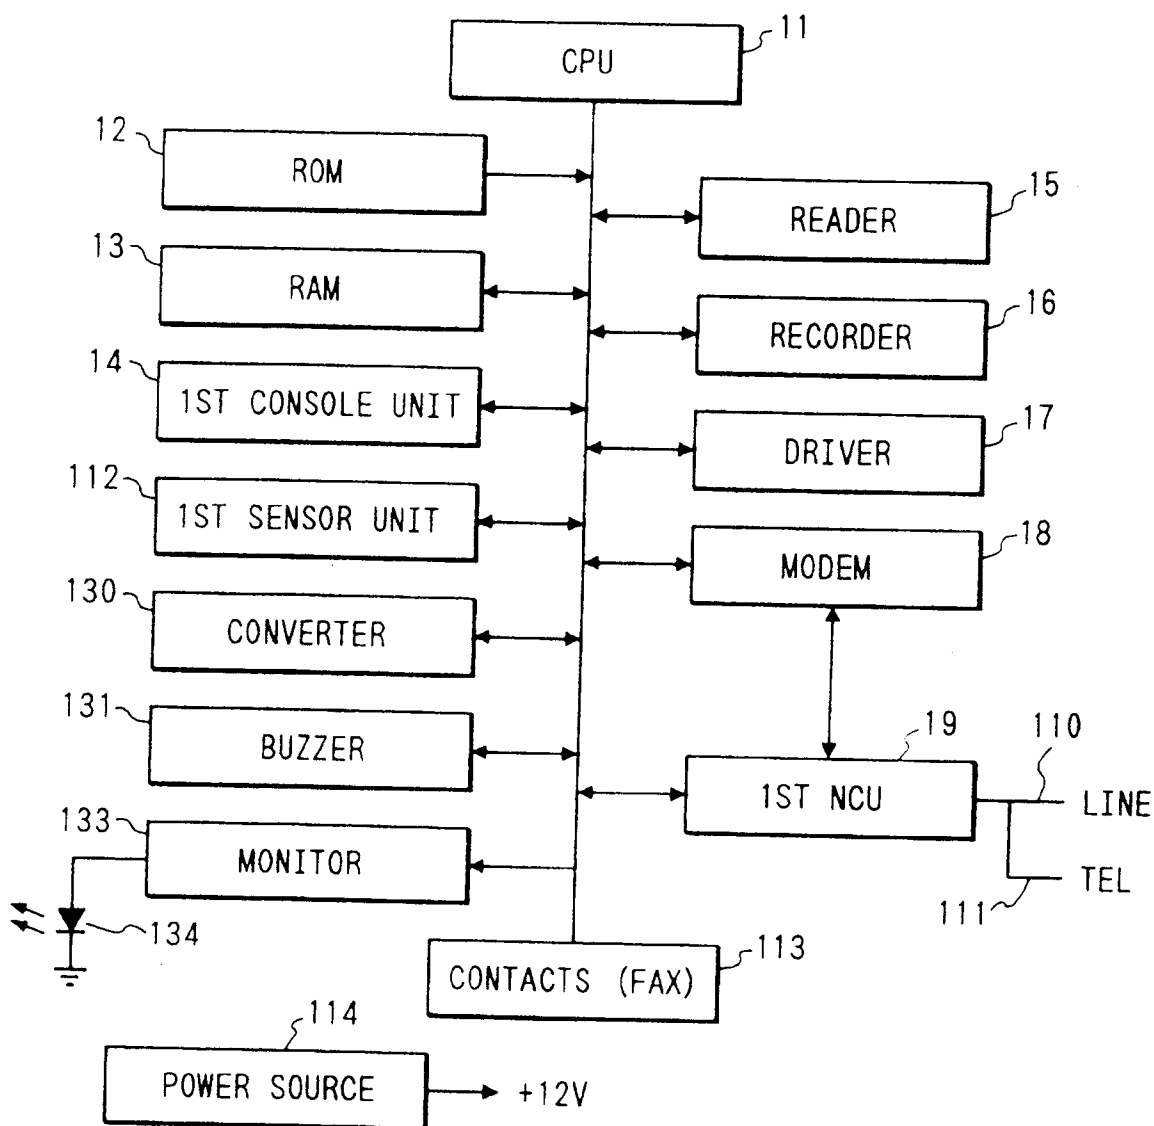 11
CPU
12
ROM
15
READER
13
RAM
16
RECORDER
14
1ST CONSOLE UNIT
17
DRIVER
112
1ST SENSOR UNIT
18
MODEM
130
CONVERTER
131
BUZZER
19
110
1ST NCU
LINE
133
MONITOR
TEL
111
134
113
CONTACTS (FAX)
114
POWER SOURCE
+12V